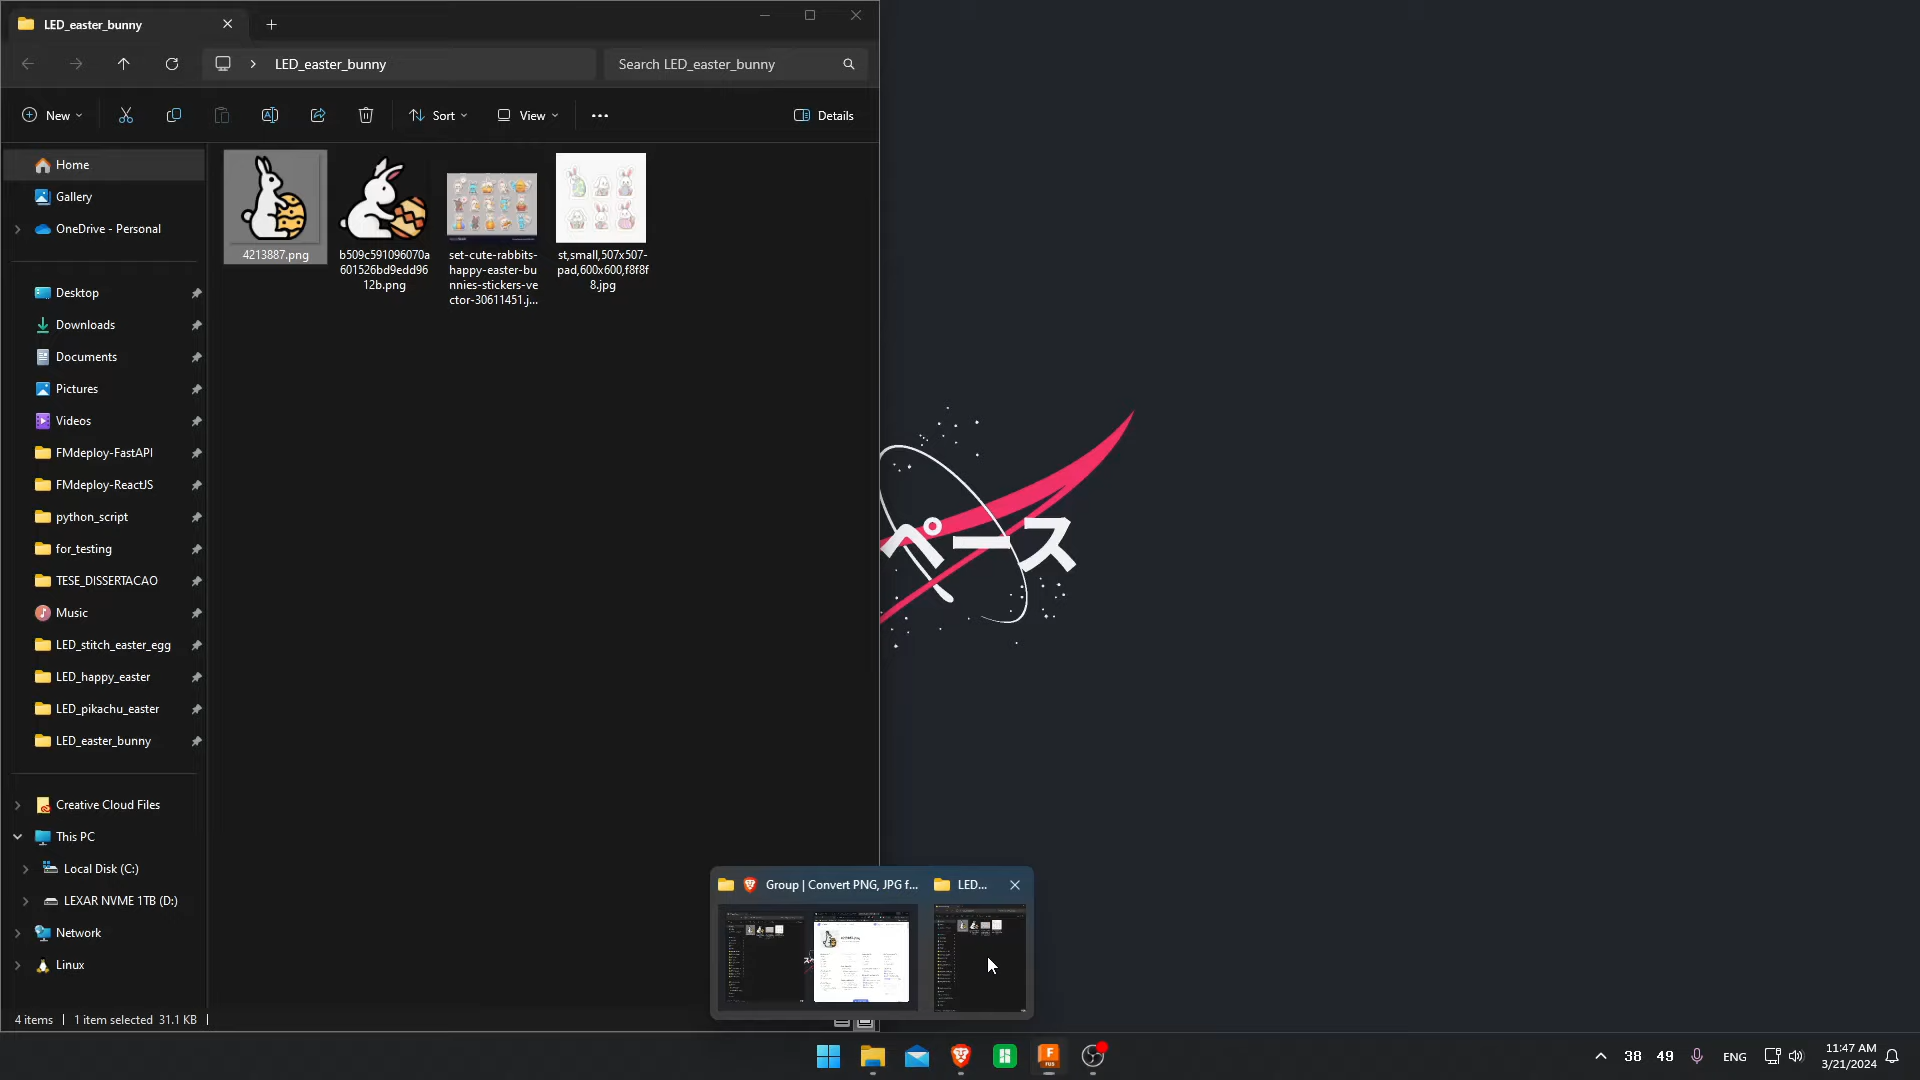 LED_easter_bunny
LED_easter_bunny
Search LED_easter_bunny
New
Sort
View
Details
Home
Gallery
OneDrive - Personal
Desktop
Downloads
Documents
Pictures
Videos
FMdeploy-FastAPI
FMdeploy-ReactJS
python_script
for_testing
TESE_DISSERTACAO
Music
LED_stitch_easter_egg
LED_happy_easter
LED_pikachu_easter
LED_easter_bunny
Creative Cloud Files
This PC
Local Disk (C:)
LEXAR NVME 1TB (D:)
Network
Linux
4213887.png
b509c591096070a
601526bd9edd96
12b.png
set-cute-rabbits-
happy-easter-bu
nnies-stickers-ve
ctor-30611451.j...
st,small,507x507-
pad,600x600,f8f8f
8.jpg
ペース
Group | Convert PNG, JPG f...
LED...
4 items
1 item selected 31.1 KB
F
FUS
38
49
ENG
11:47 AM
3/21/2024